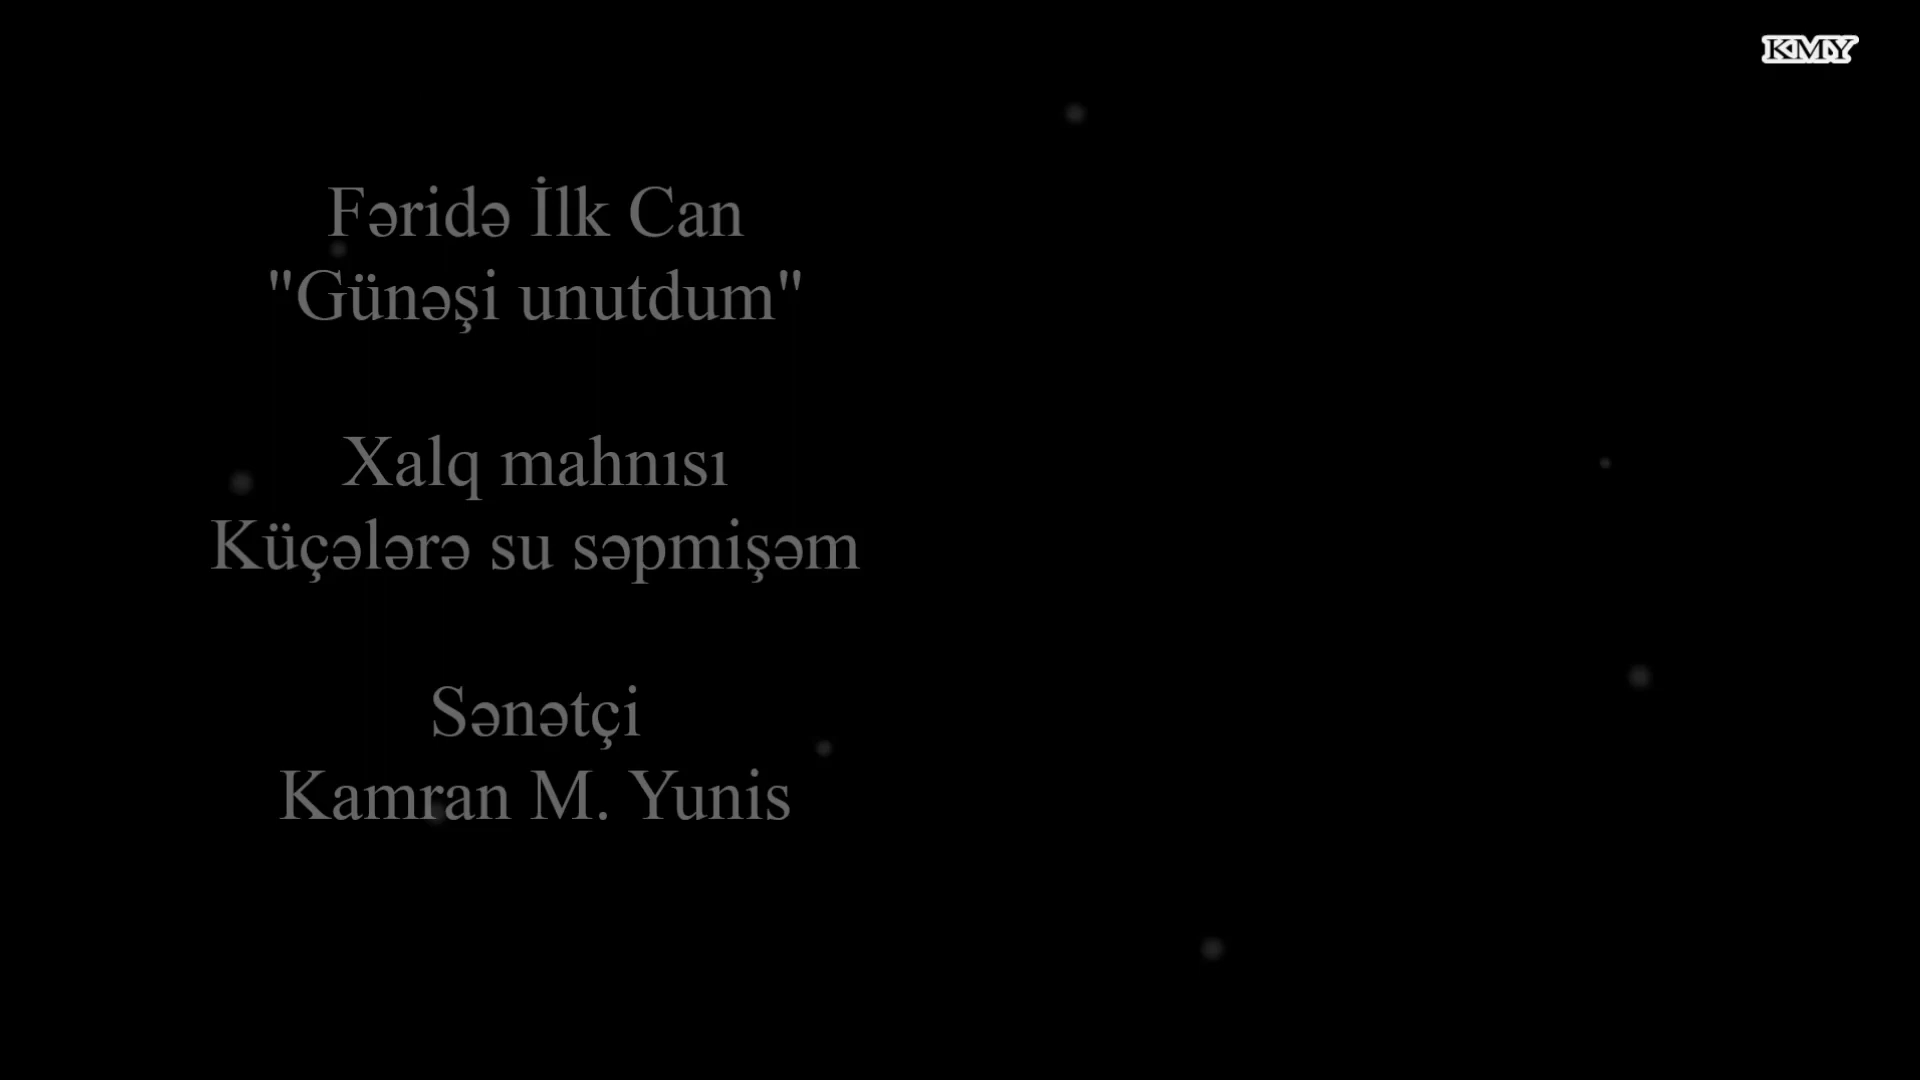 KMY
Fəridə İlk Can
"Günəşi unutdum"
Xalq mahnısı
Küçələrə su səpmişəm
Sənətçi
Kamran M. Yunis